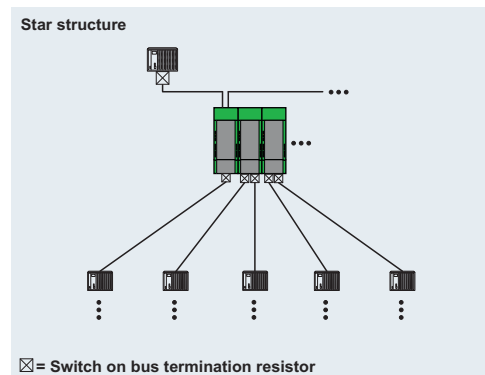 Star structure
= Switch on bus termination resistor